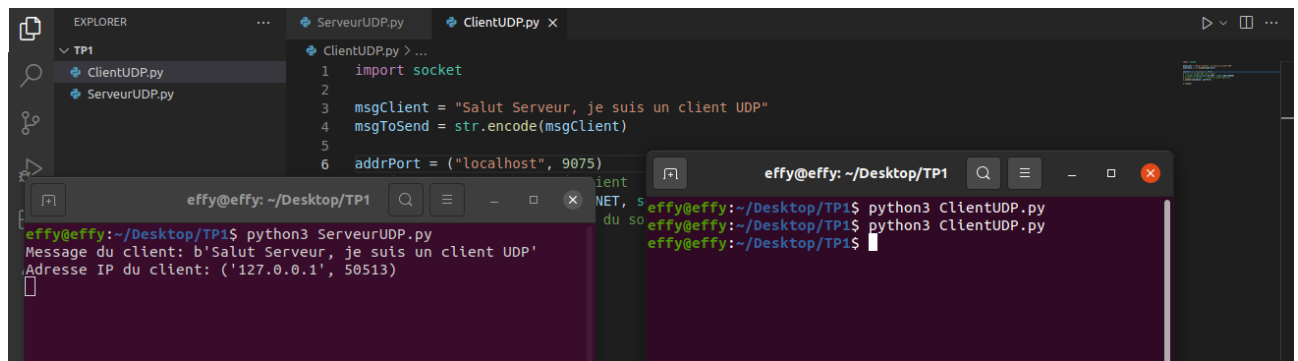 EXPLORER
TP1
ClientUDP.py
ServeurUDP.py
ServeurUDP.py ClientUDP.py
ClientUDP.py > ...
1 import socket
2
3 msgClient = "Salut Serveur, je suis un client UDP"
4 msgToSend = str.encode(msgClient)
5
6 addrPort = ("localhost", 9075)
ient
NET, s
du so
effy@effy: ~/Desktop/TP1
effy@effy:~/Desktop/TP1$ python3 ServeurUDP.py
Message du client: b'Salut Serveur, je suis un client UDP'
Adresse IP du client: ('127.0.0.1', 50513)
effy@effy: ~/Desktop/TP1
effy@effy:~/Desktop/TP1$ python3 ClientUDP.py
effy@effy:~/Desktop/TP1$ python3 ClientUDP.py
effy@effy:~/Desktop/TP1$